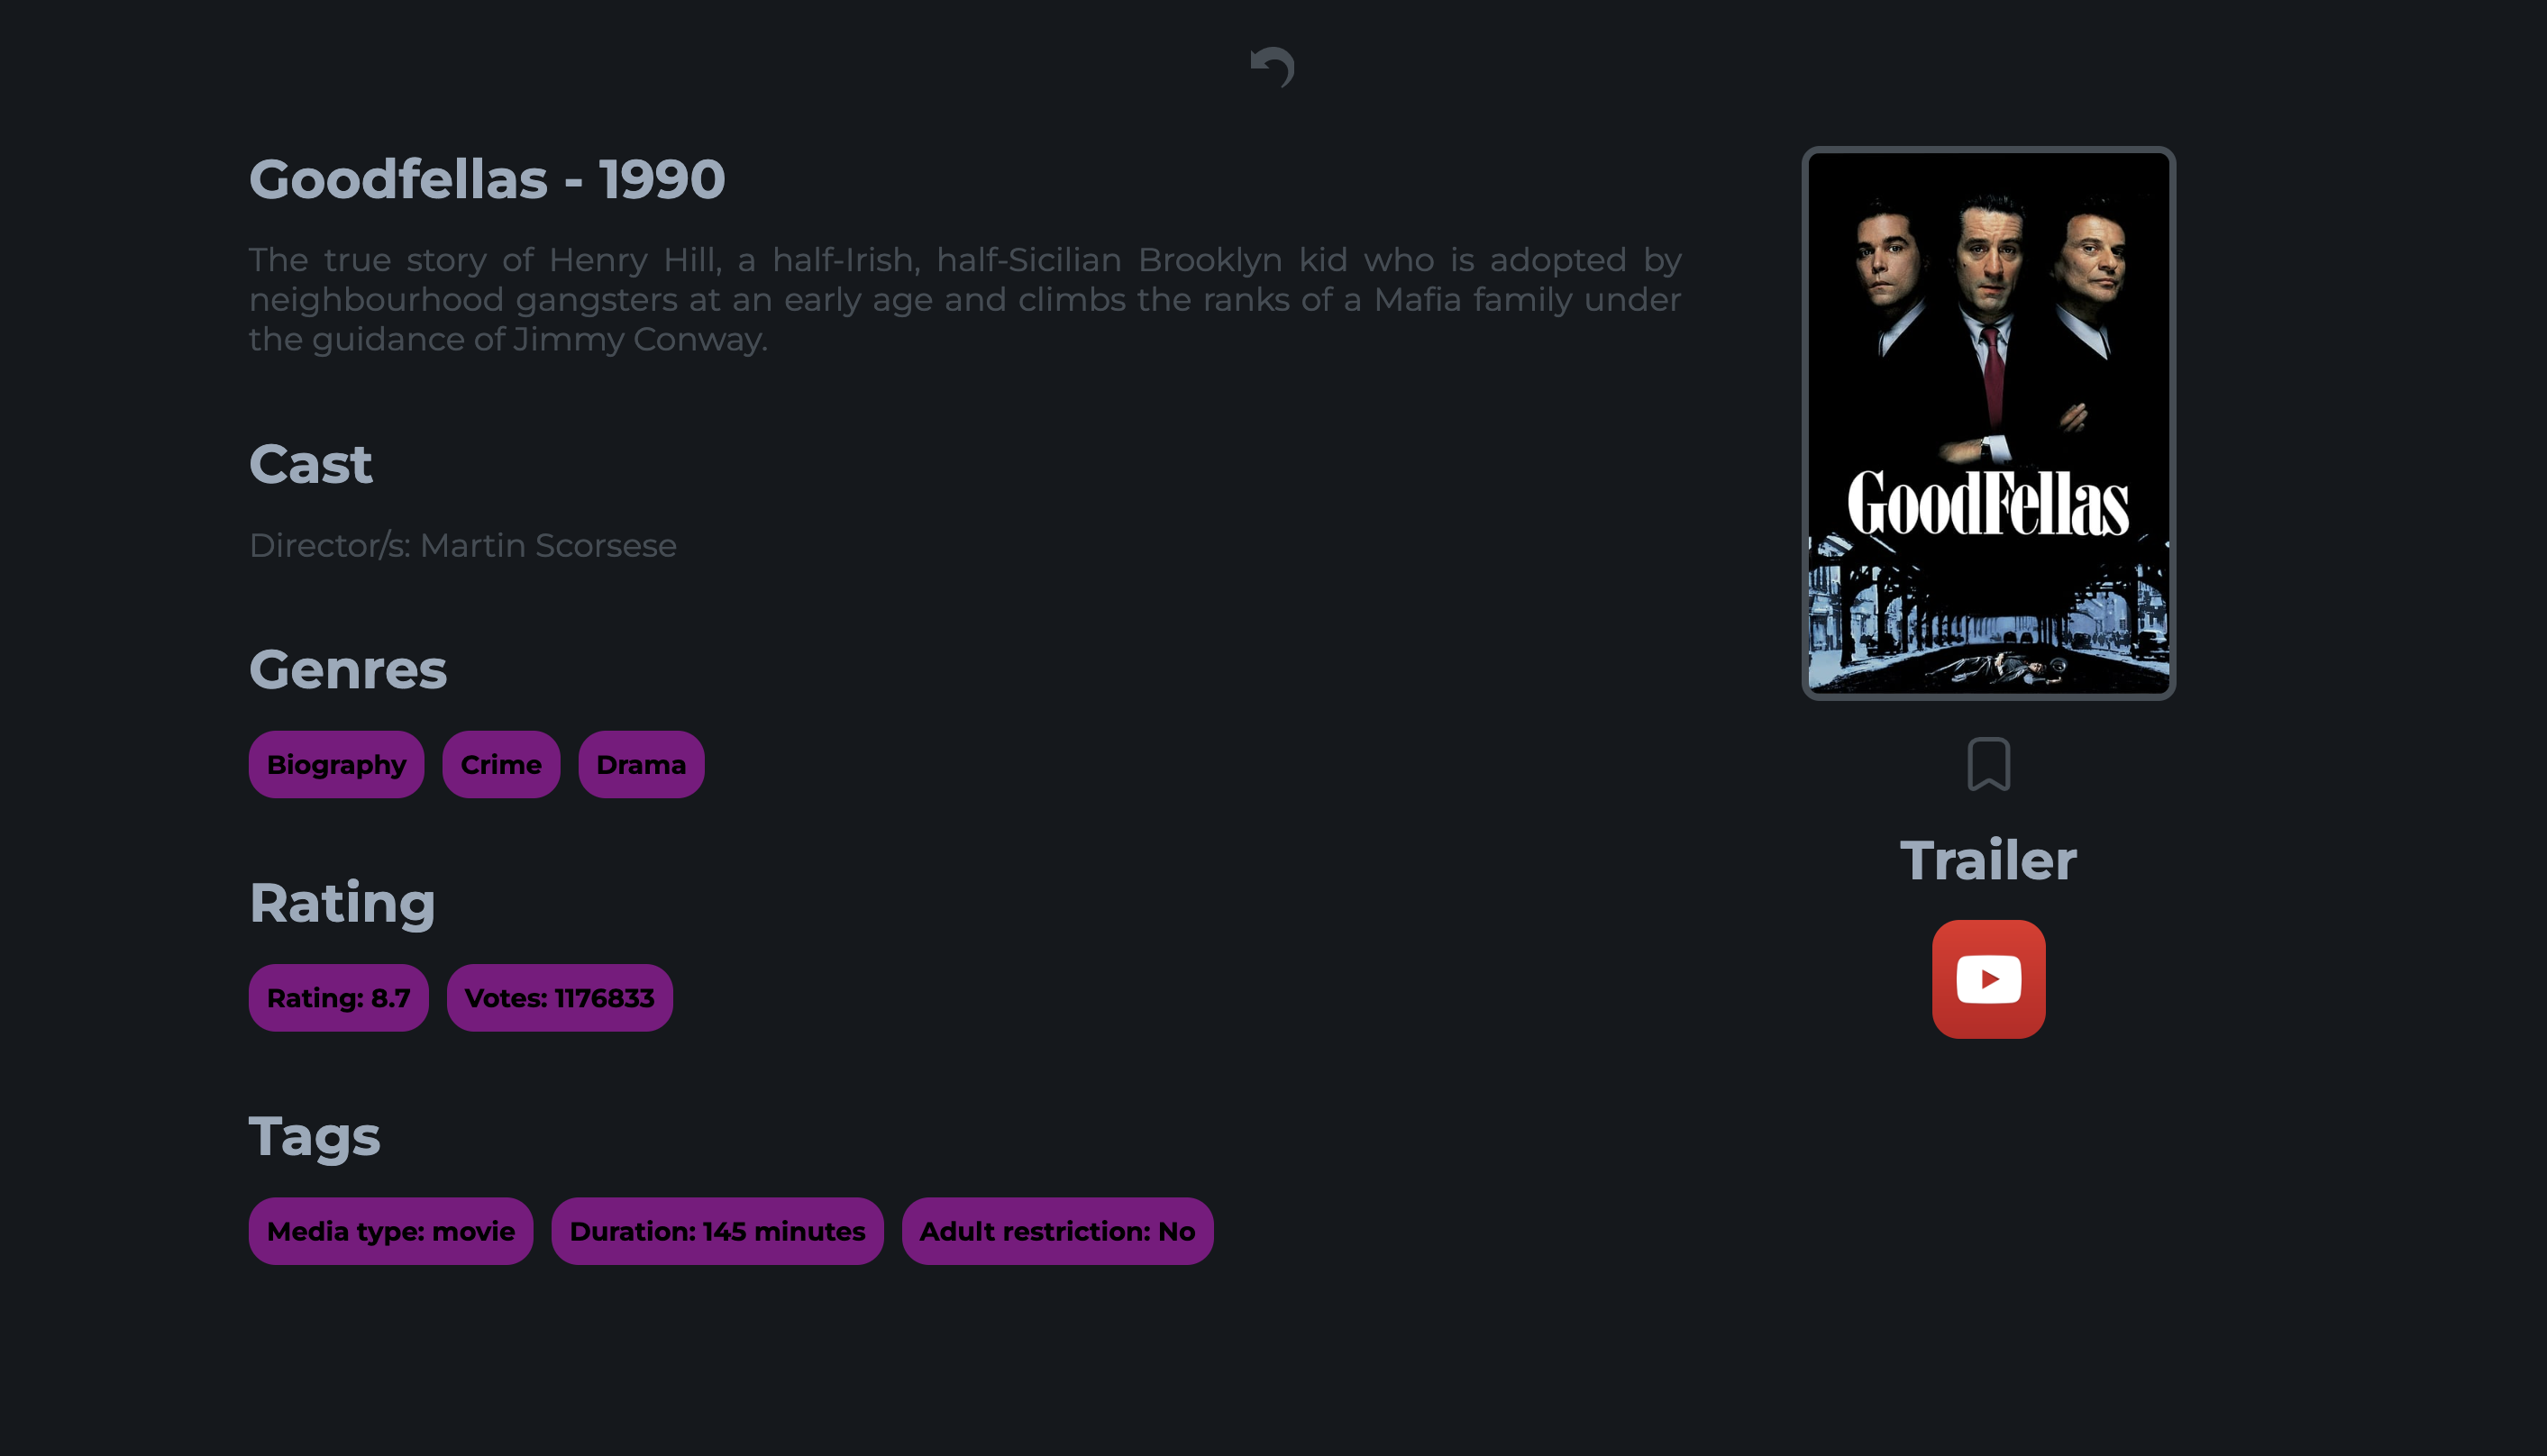 Goodfellas - 1990
The true story of Henry Hill, a half-Irish, half-Sicilian Brooklyn kid who is adopted by
neighbourhood gangsters at an early age and climbs the ranks of a Mafia family under
the guidance of Jimmy Conway.
Cast
Director/s: Martin Scorsese
Genres
Biography Crime Drama
Rating
Rating: 8.7 Votes: 1176833
Tags
Media type: movie Duration: 145 minutes Adult restriction: No
GoodFellas
Trailer